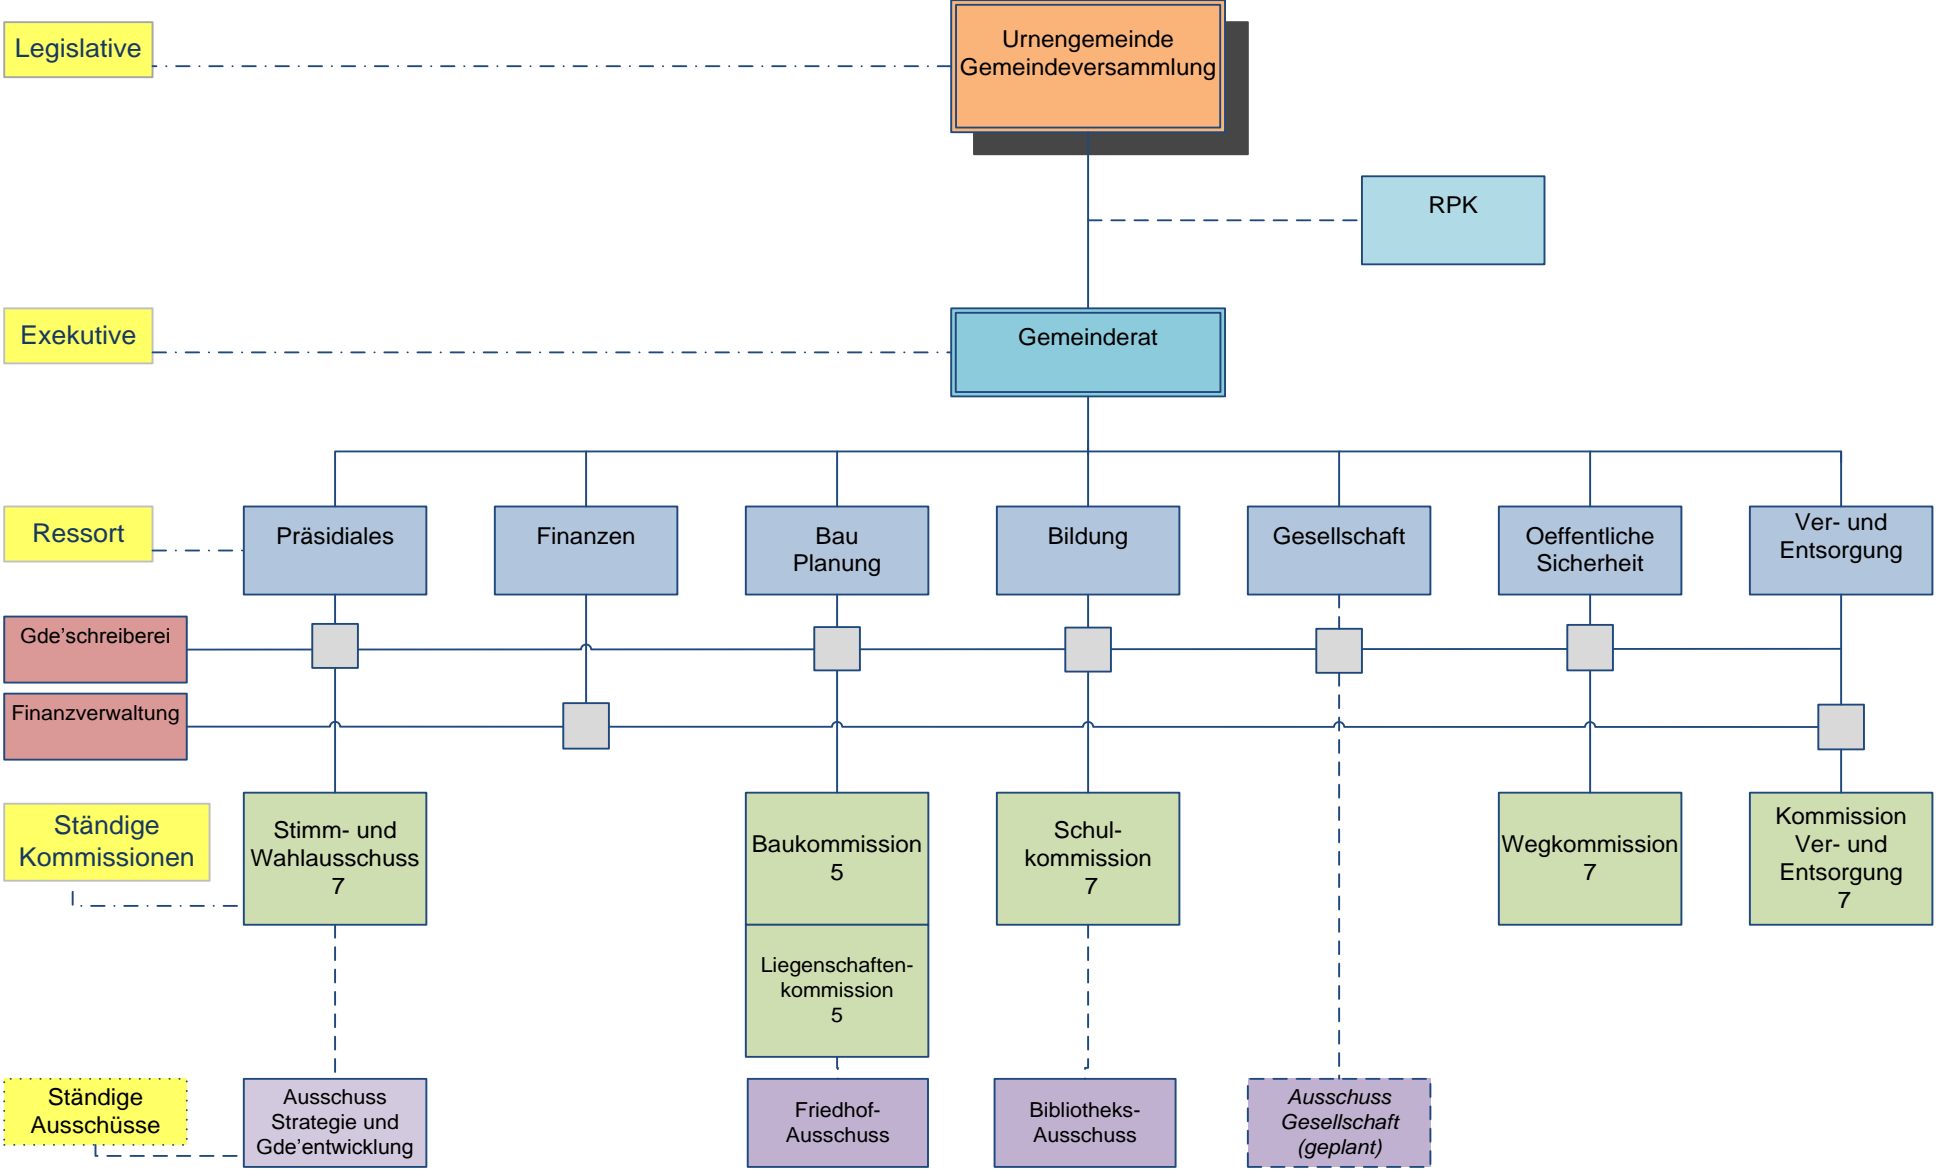 Legislative
Urnengemeinde
Gemeindeversammlung
RPK
Exekutive
Gemeinderat
Ressort
Präsidiales
Finanzen
Bau
Planung
Bildung
Gesellschaft
Oeffentliche
Sicherheit
Ver- und
Entsorgung
Gde'schreiberei
Finanzverwaltung
Ständige
Kommissionen
Stimm- und
Wahlausschuss
7
Baukommission
5
Schul-
kommission
7
Wegkommission
7
Kommission
Ver- und
Entsorgung
7
Liegenschaften-
kommission
5
Ständige
Ausschüsse
Ausschuss
Strategie und
Gde'entwicklung
Friedhof-
Ausschuss
Bibliotheks-
Ausschuss
Ausschuss
Gesellschaft
(geplant)